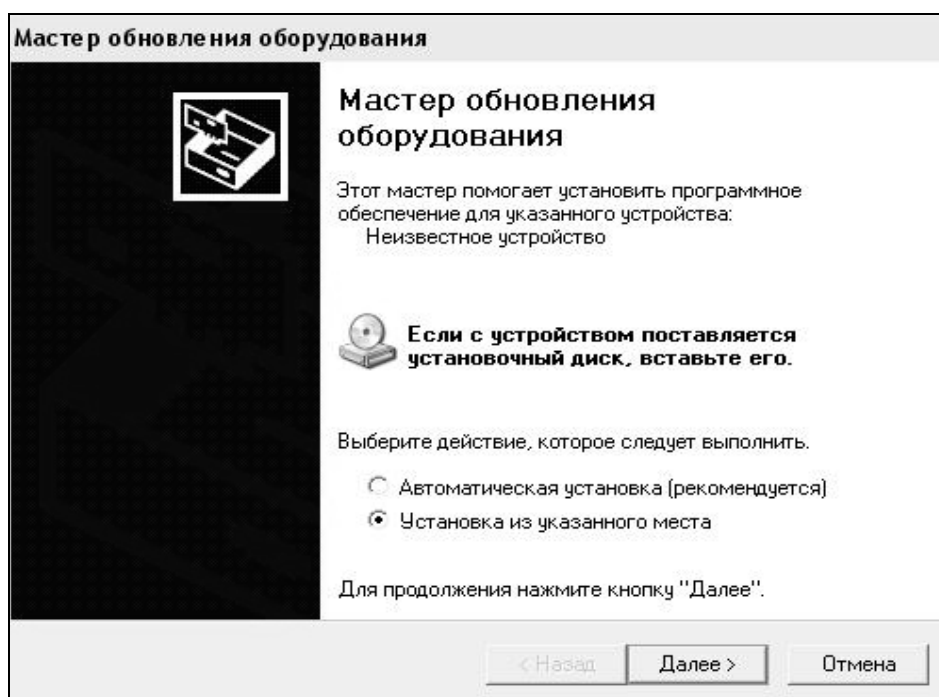 Мастер обновления оборудования
Мастер обновления
оборудования
Этот мастер помогает установить программное
обеспечение для указанного устройства:
Неизвестное устройство
Если с устройством поставляется
установочный диск, вставьте его.
Выберите действие, которое следует выполнить.
Автоматическая установка (рекомендуется)
Установка из указанного места
Для продолжения нажмите кнопку "Далее".
< Назад
Далее >
Отмена